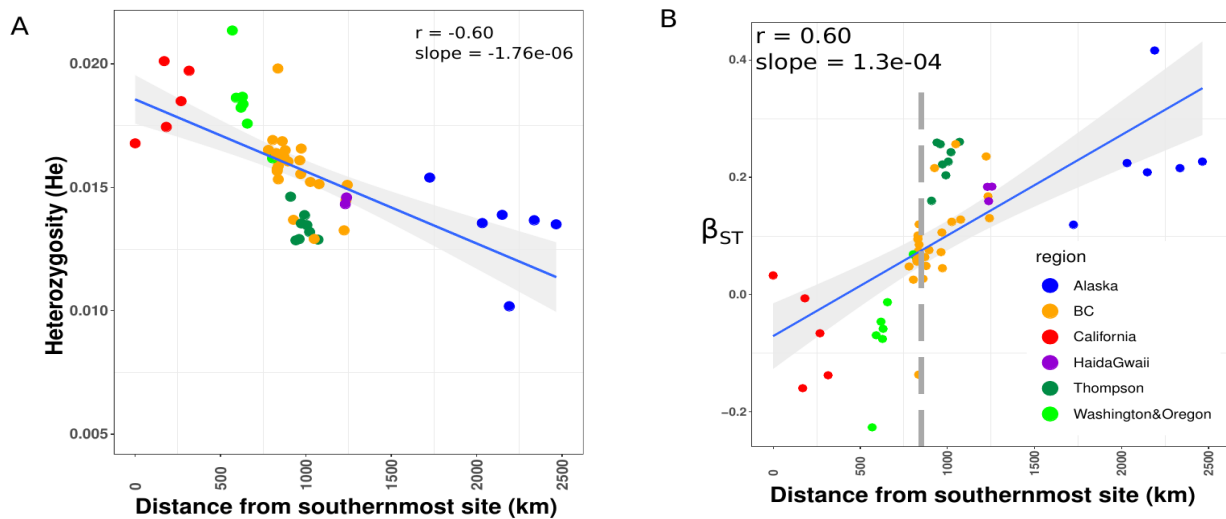 A
r = -0.60
slope = -1.76e-06
0.020
0.015
0.010
0.005
Heterozygosity (He)
0
500
1000
1500
2000
2500
Distance from southernmost site (km)
B
r = 0.60
slope = 1.3e-04
0.4
0.2
0.0
−0.2
βST
region
Alaska
BC
California
HaidaGwaii
Thompson
Washington&Oregon
0
500
1000
1500
2000
2500
Distance from southernmost site (km)